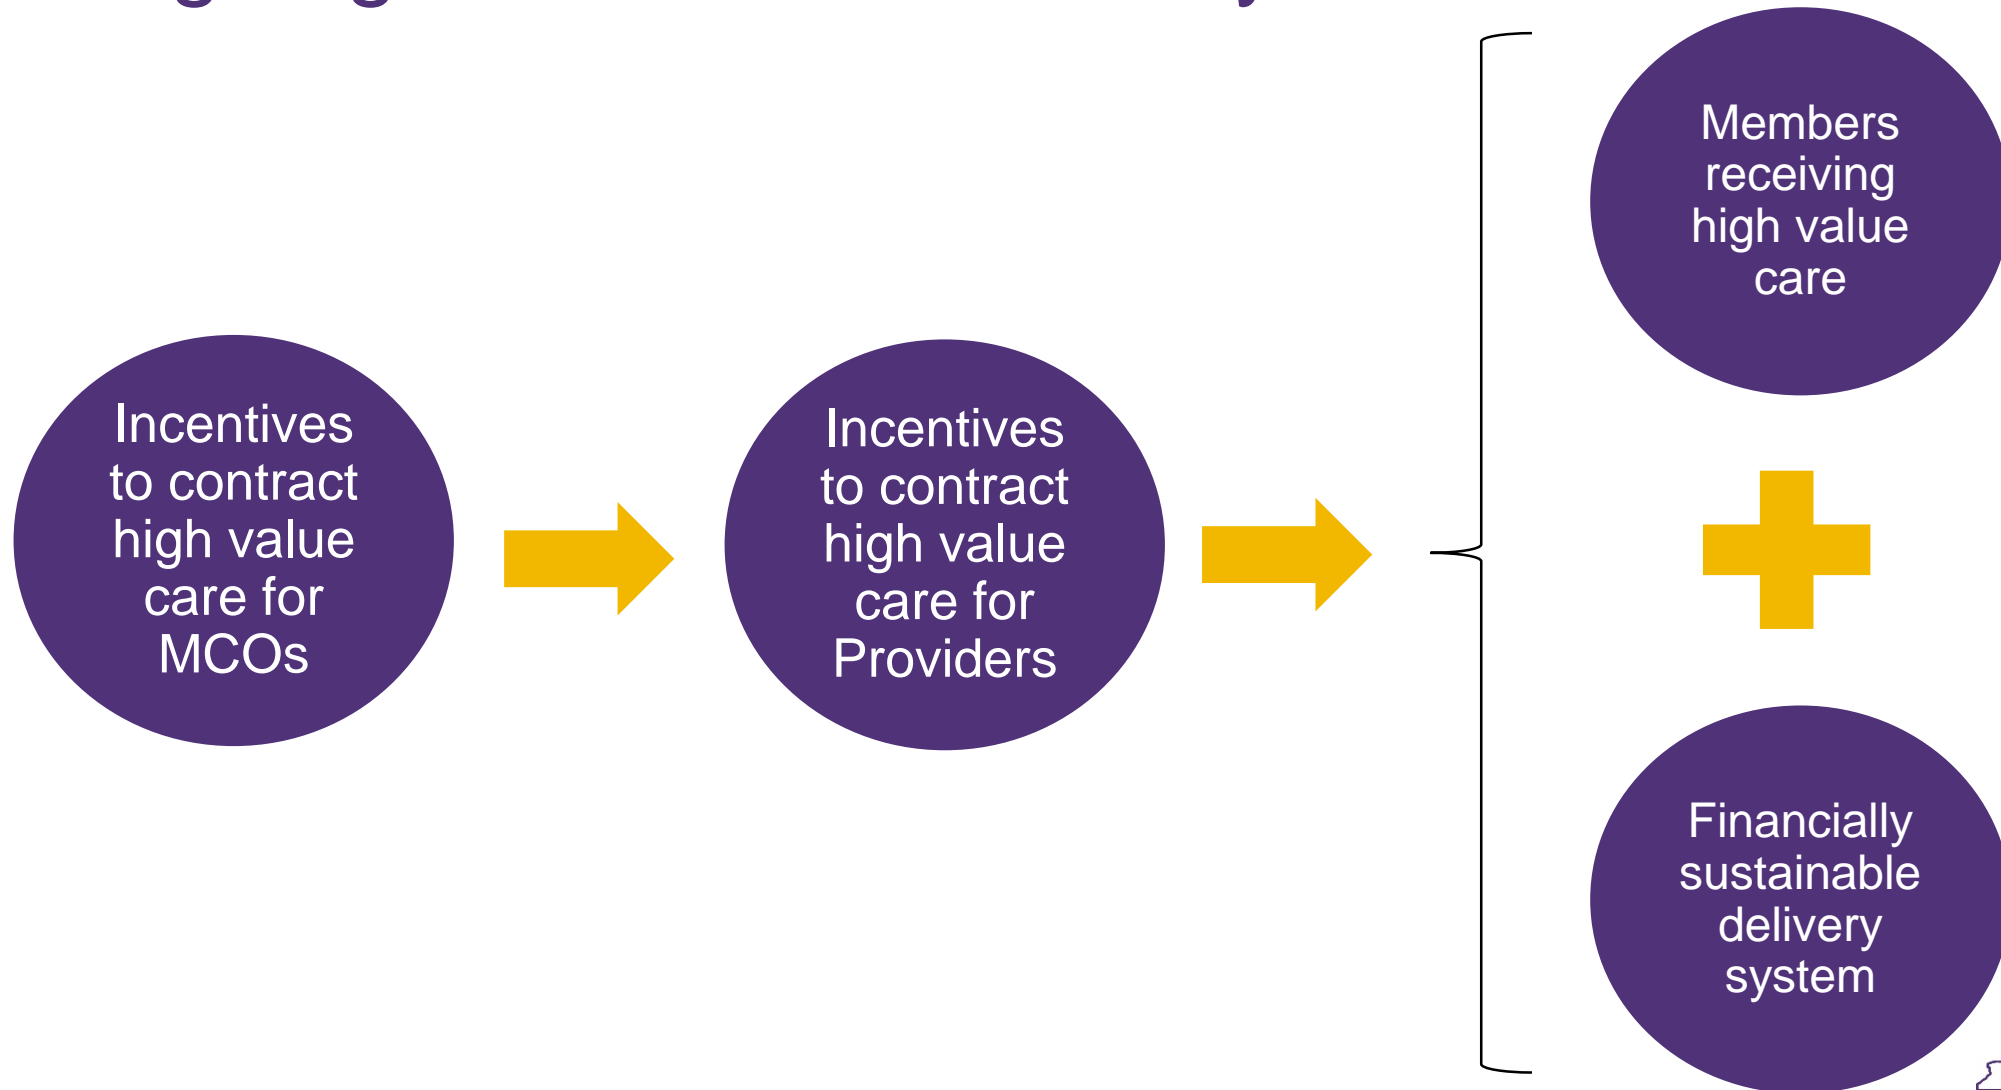 Incentives
to contract
high value
care for
MCOs
Incentives
to contract
high value
care for
Providers
Members
receiving
high value
care
Financially
sustainable
delivery
system